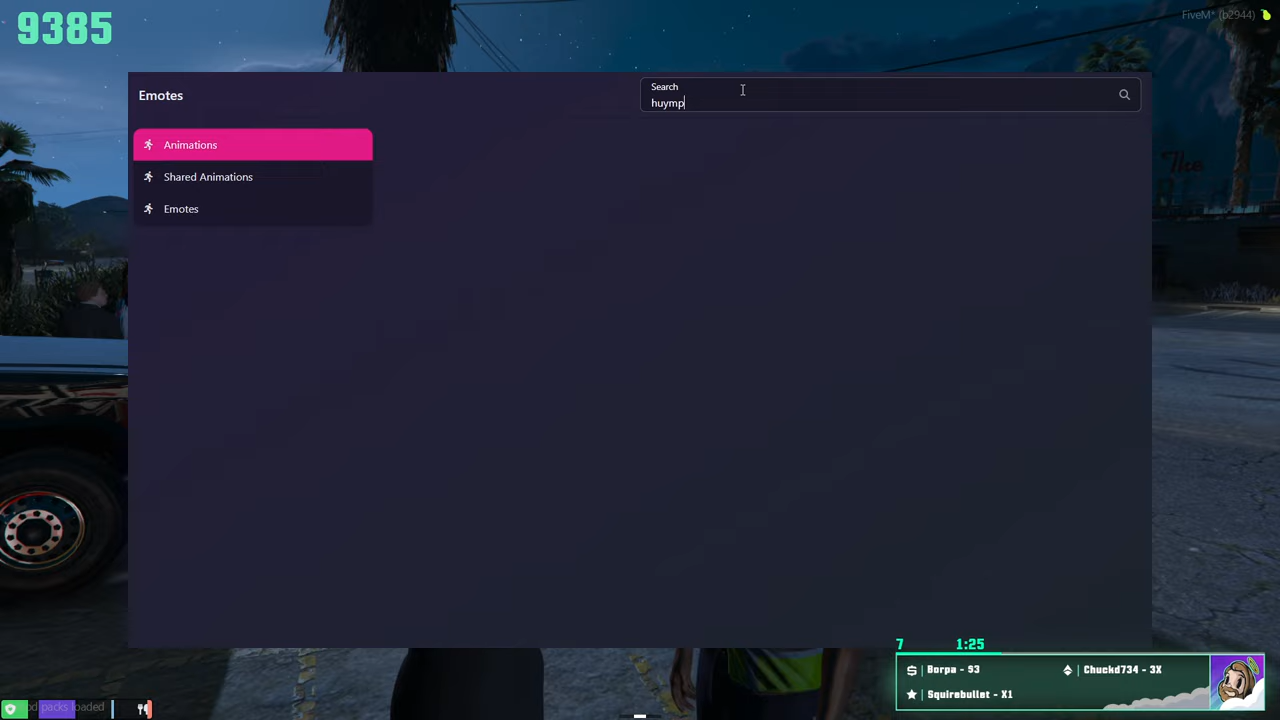 9385
FiveM* (b2944)
Emotes
Search
huymp
Animations
Shared Animations
Emotes
The
7 1:25
Borpa - 93
Chuckd734 - 3X
Squirebullet - X1
packs loaded